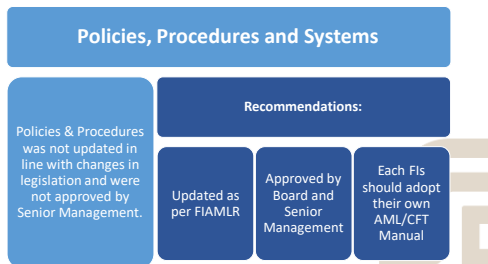 Policies, Procedures and Systems
Policies & Procedures
was not updated in
line with changes in
legislation and were
not approved by
Senior Management.
Recommendations:
Updated as
per FIAMLR
Approved by
Board and
Senior
Management
Each FIs
should adopt
their own
AML/CFT
Manual